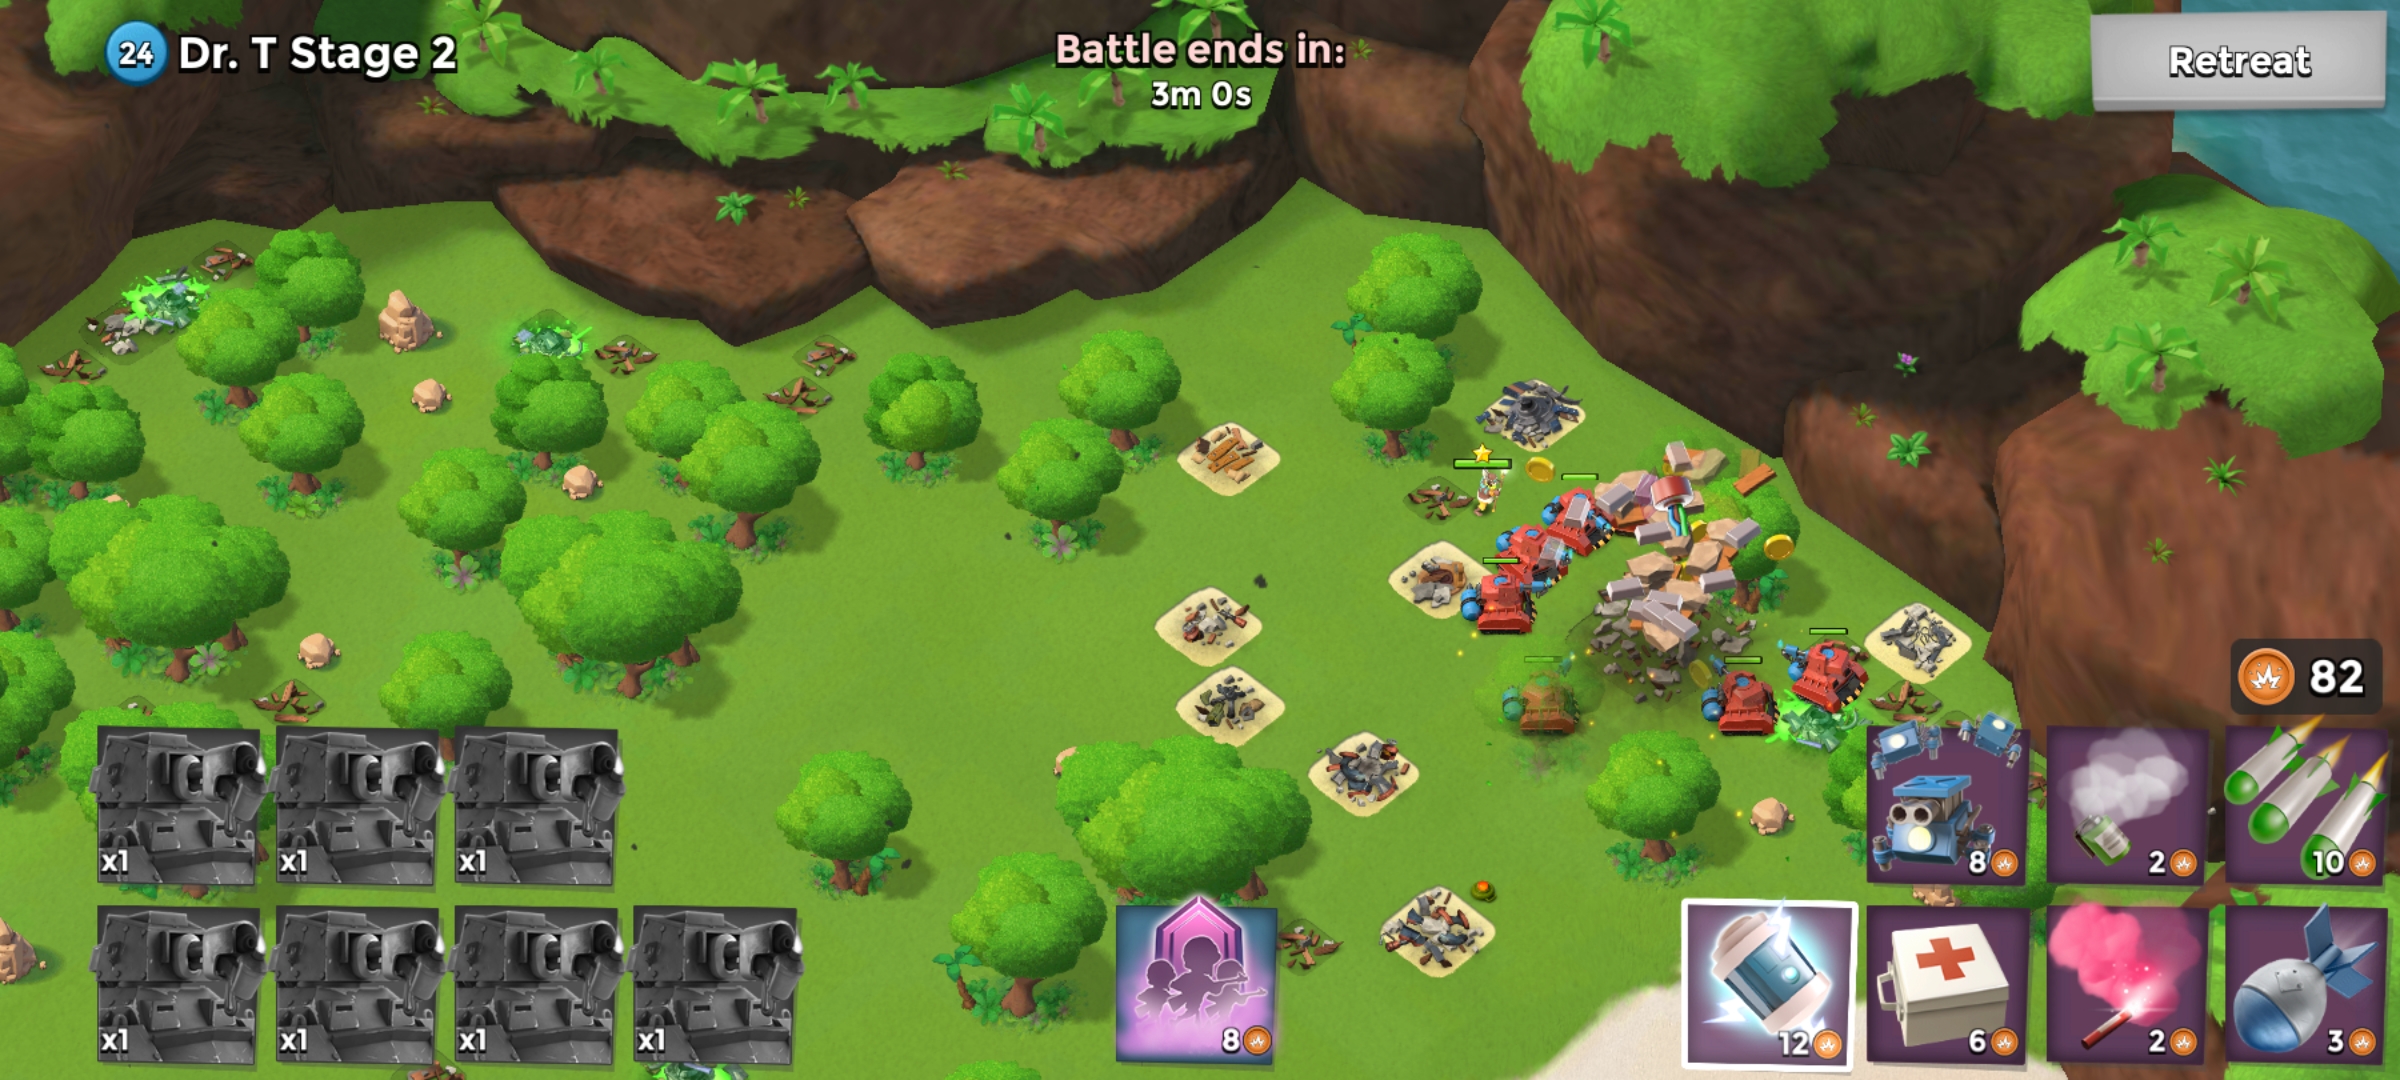 24 Dr. T Stage 2
Battle ends in:
3m 0s
Retreat
82
x1 x1 x1
8 2 10
x1 x1 x1 x1
8
12 6 2 3